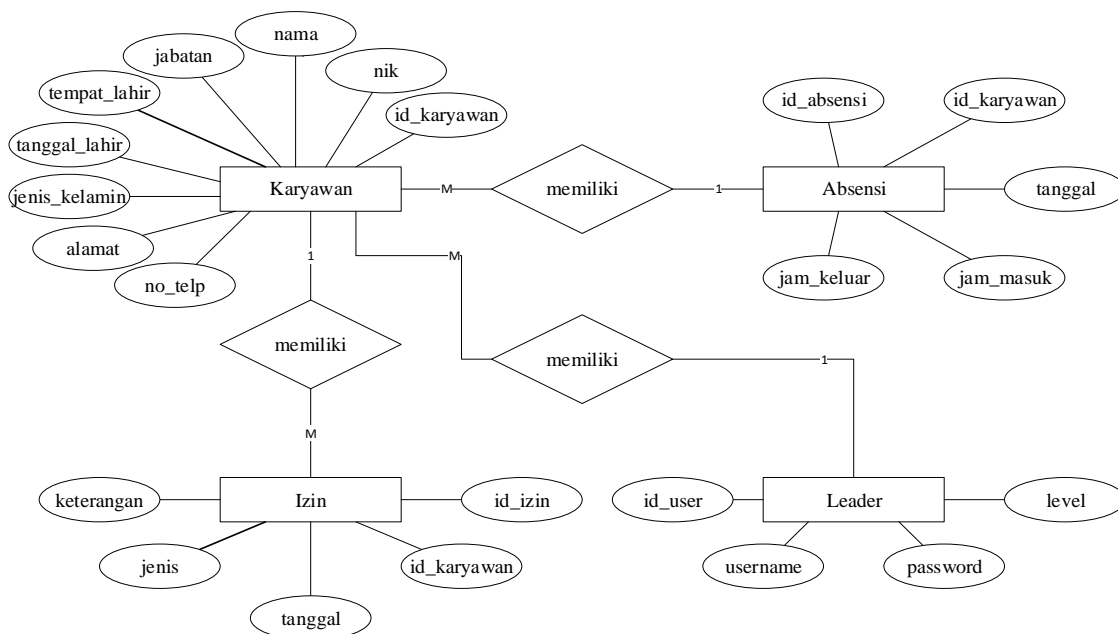 nama
jabatan
nik
tempat_lahir
id_karyawan
tanggal_lahir
jenis_kelamin
alamat
no_telp
Karyawan
M
memiliki
1
Absensi
id_absensi
id_karyawan
tanggal
jam_keluar
jam_masuk
1
memiliki
M
M
memiliki
1
Izin
keterangan
id_izin
jenis
id_karyawan
tanggal
Leader
id_user
level
username
password